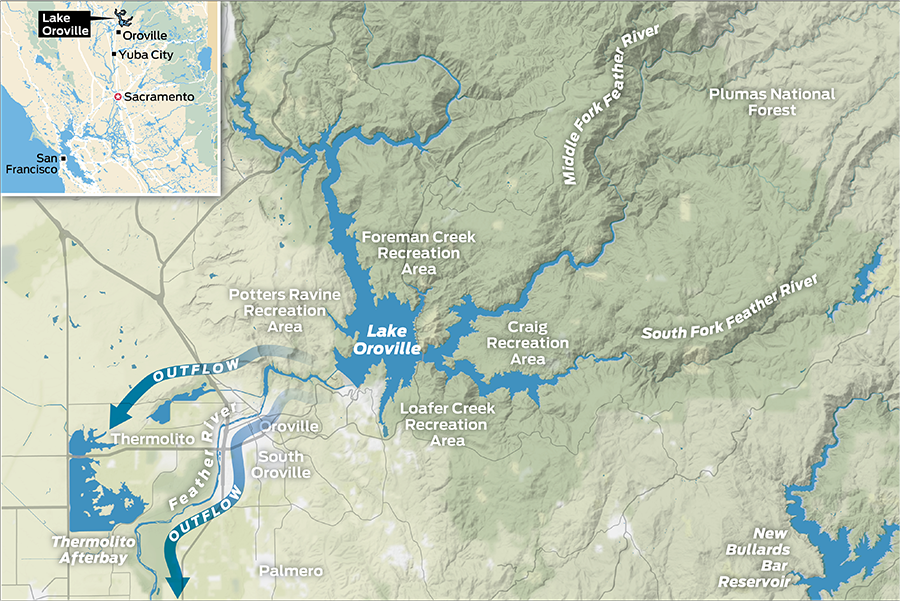 Lake
Oroville
Oroville
Yuba City
Sacramento
San
Francisco
Middle Fork Feather River
Plumas National
Forest
Foreman Creek
Recreation
Area
Potters Ravine
Recreation
Area
Lake
Oroville
Craig
Recreation
Area
South Fork Feather River
OUTFLOW
Loafer Creek
Recreation
Area
Thermolito
Feather River
Oroville
South
Oroville
OUTFLOW
Thermolito
Afterbay
Palmero
New
Bullards
Bar
Reservoir